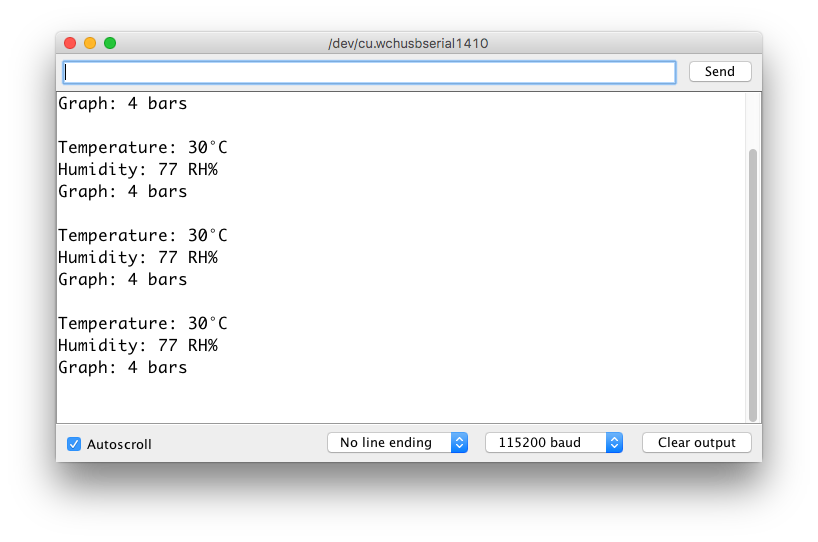 /dev/cu.wchusbserial1410
Send
Graph: 4 bars
Temperature: 30°C
Humidity: 77 RH%
Graph: 4 bars
Temperature: 30°C
Humidity: 77 RH%
Graph: 4 bars
Temperature: 30°C
Humidity: 77 RH%
Graph: 4 bars
Autoscroll
No line ending
115200 baud
Clear output